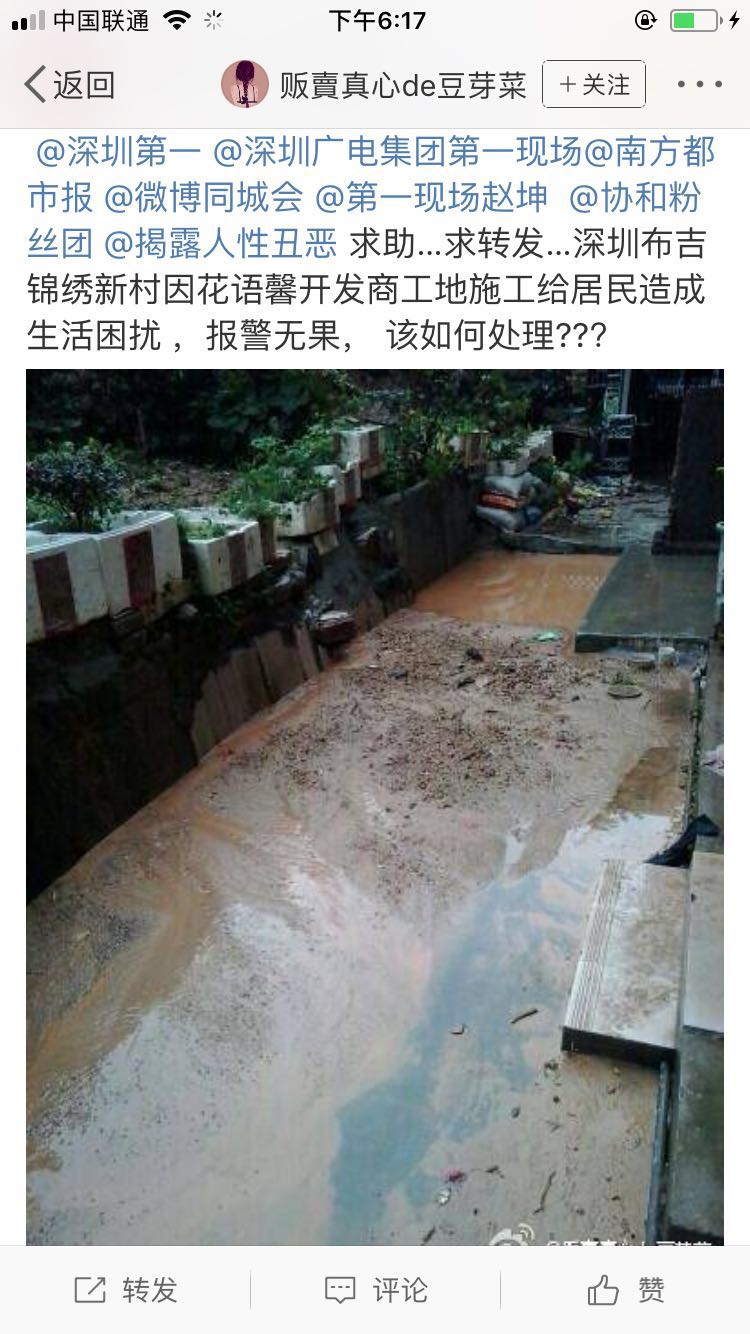 中国联通 下午6:17
返回 贩賣真心de豆芽菜 +关注
@深圳第一 @深圳广电集团第一现场@南方都
市报 @微博同城会 @第一现场赵坤 @协和粉
丝团 @揭露人性丑恶 求助...求转发...深圳布吉
锦绣新村因花语馨开发商工地施工给居民造成
生活困扰 ，报警无果， 该如何处理???
转发 评论 赞